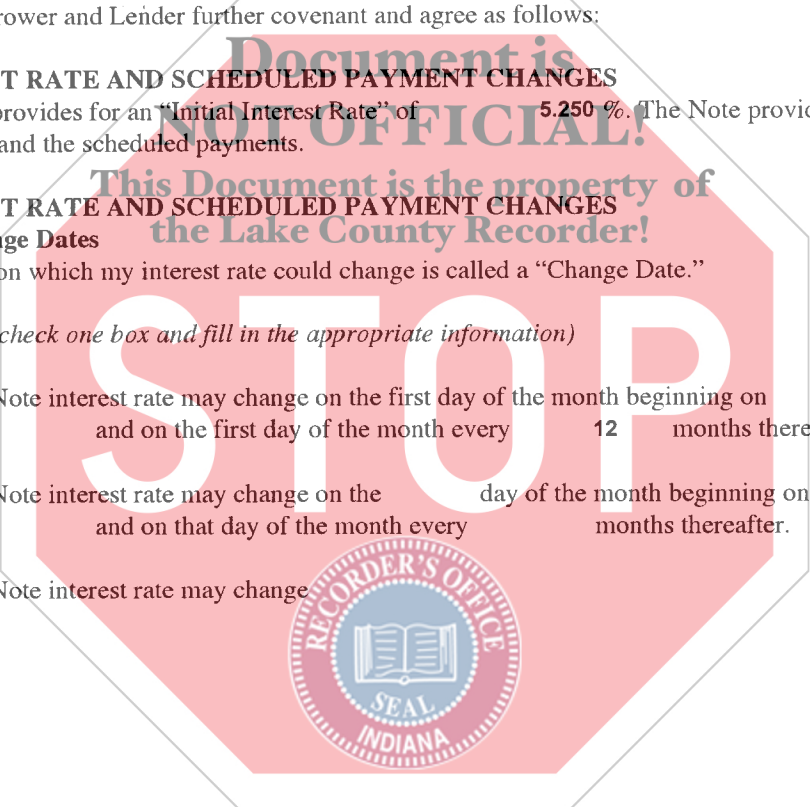 rower and Lender further covenant and agree as follows:
Document is
T RATE AND SCHEDULED PAYMENT CHANGES
provides for an “Initial Interest Rate” of 5.250 %. The Note provid
NOT OFFICIAL!
and the scheduled payments.
This Document is the property of
T RATE AND SCHEDULED PAYMENT CHANGES
the Lake County Recorder!
nge Dates
on which my interest rate could change is called a “Change Date.”
STOP
check one box and fill in the appropriate information)
Note interest rate may change on the first day of the month beginning on
and on the first day of the month every 12 months there
Note interest rate may change on the day of the month beginning on
and on that day of the month every months thereafter.
Note interest rate may change
RECORDER'S OFFICE
SEAL
INDIANA